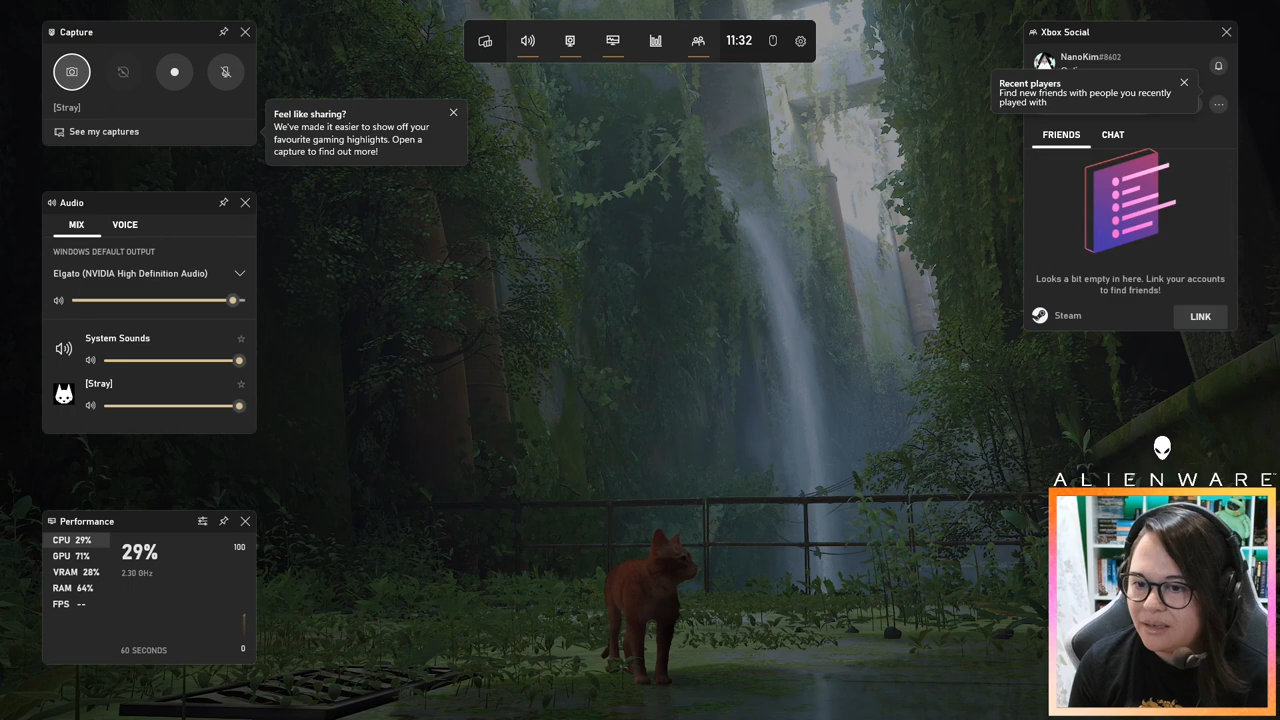 Capture
[Stray]
See my captures
Feel like sharing?
We've made it easier to show off your
favourite gaming highlights. Open a
capture to find out more!
Audio
MIX VOICE
WINDOWS DEFAULT OUTPUT
Elgato (NVIDIA High Definition Audio)
System Sounds
[Stray]
Performance
CPU 29%
GPU 71%
VRAM 28%
RAM 64%
FPS --
29%
2.30 GHz
100
0
60 SECONDS
11:32
Xbox Social
NanoKim#8602
Recent players
Find new friends with people you recently
played with
FRIENDS CHAT
Looks a bit empty in here. Link your accounts
to find friends!
Steam LINK
ALIENWARE